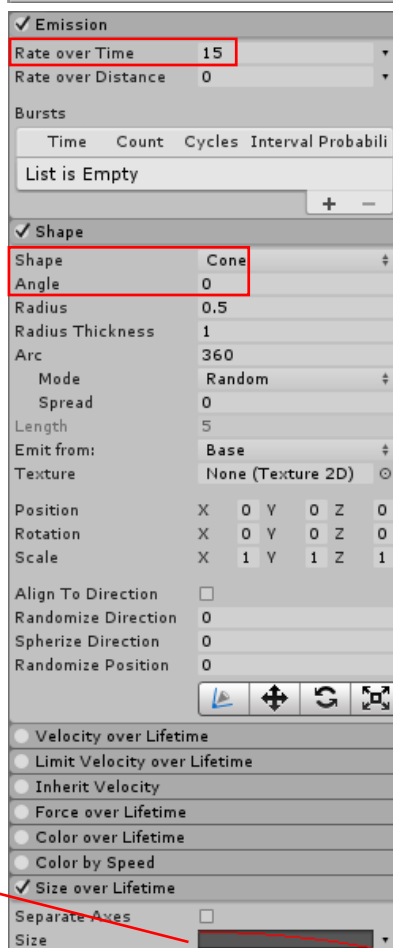 Emission
Rate over Time 15
Rate over Distance 0
Bursts
Time Count Cycles Interval Probabili
List is Empty
+ −
Shape
Shape Cone
Angle 0
Radius 0.5
Radius Thickness 1
Arc 360
Mode Random
Spread 0
Length 5
Emit from: Base
Texture None (Texture 2D)
Position X 0 Y 0 Z 0
Rotation X 0 Y 0 Z 0
Scale X 1 Y 1 Z 1
Align To Direction
Randomize Direction 0
Spherize Direction 0
Randomize Position 0
Velocity over Lifetime
Limit Velocity over Lifetime
Inherit Velocity
Force over Lifetime
Color over Lifetime
Color by Speed
Size over Lifetime
Separate Axes
Size